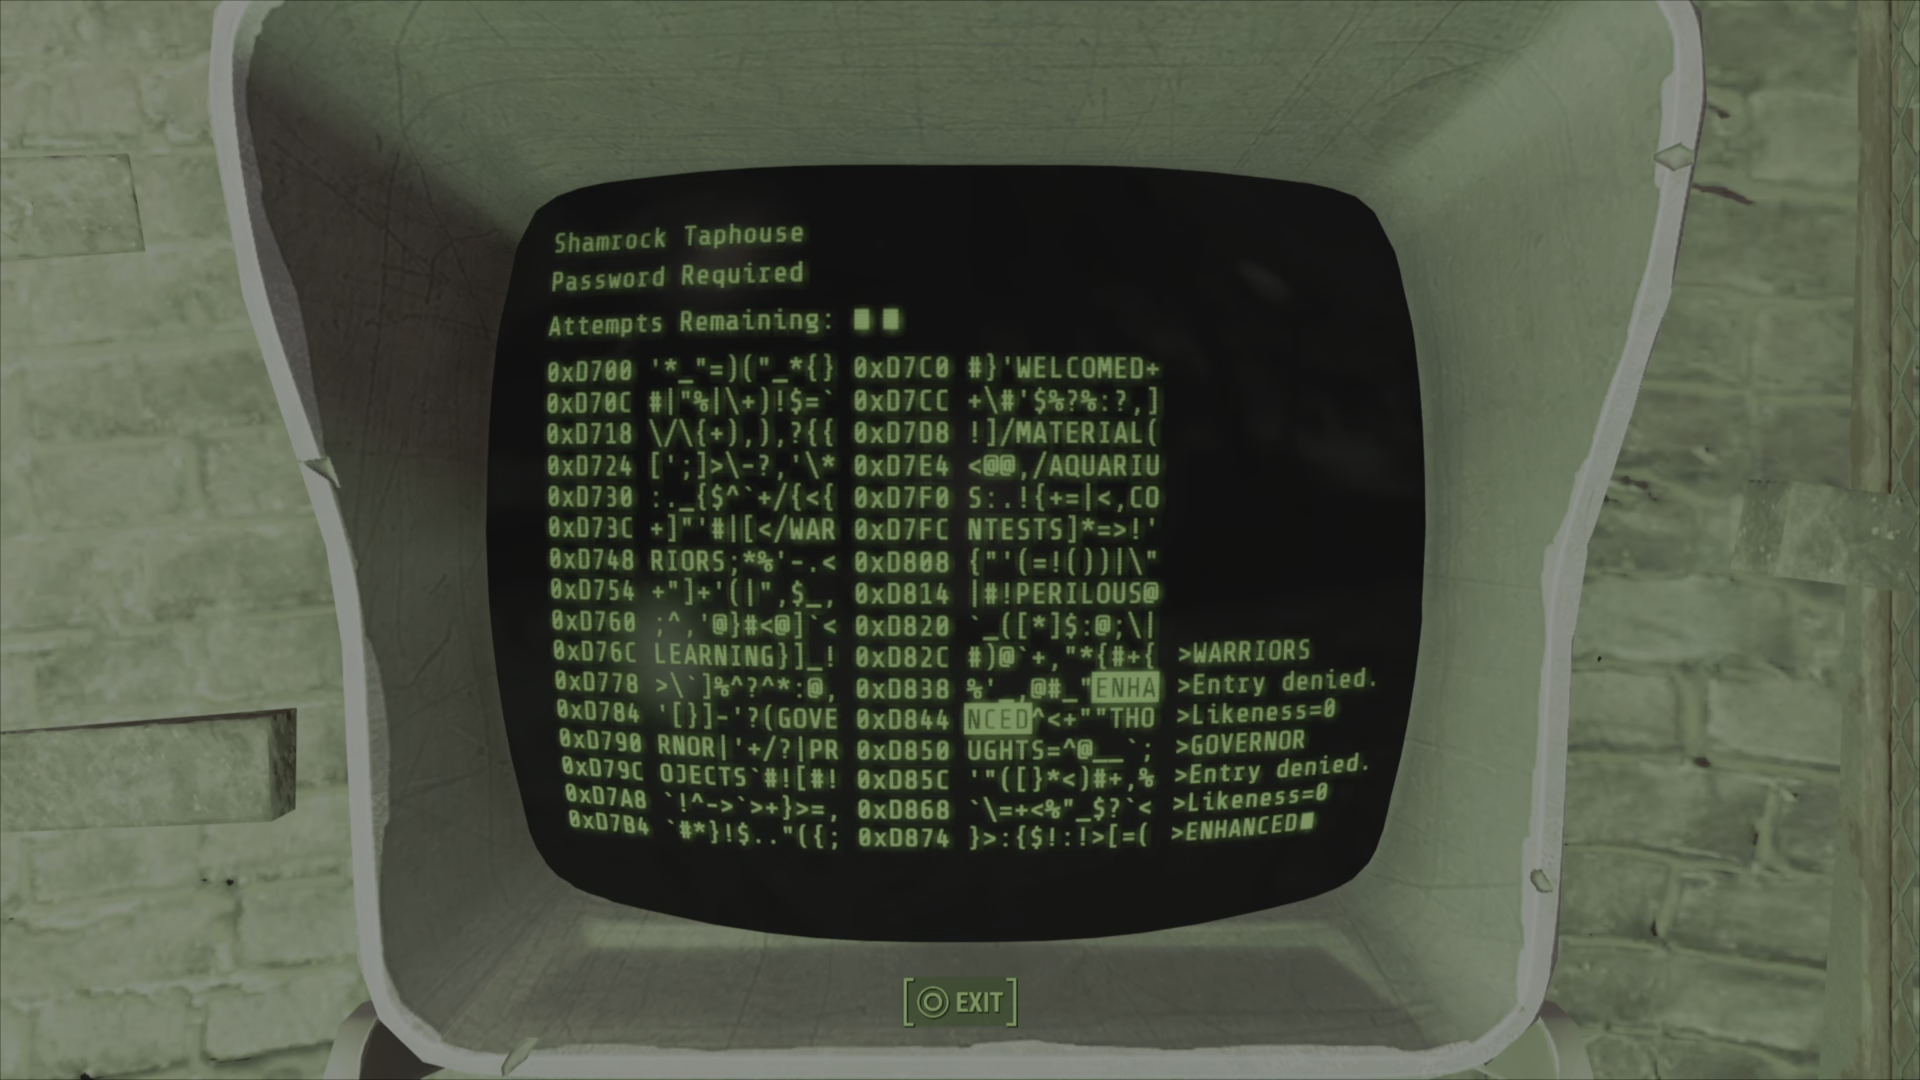 Shamrock Taphouse
Password Required
Attempts Remaining: ■ ■
0xD700 '*_"=)("_*{} 0xD7C0 #}'WELCOMED+
0xD70C #|"%|\+)!$=` 0xD7CC +\#'$%?%:?,]
0xD718 \/\{+),),?{{ 0xD7D8 !]/MATERIAL(
0xD724 [';]>\-?,'\* 0xD7E4 <@@,/AQUARIU
0xD730 :._{$^`+/{<{ 0xD7F0 S:.!{+=|<,CO
0xD73C +]"'#|[</WAR 0xD7FC NTESTS]*=>!'
0xD748 RIORS;*%'-.< 0xD808 {"'(=!())|\"
0xD754 +"]+'(|",$_, 0xD814 |#!PERILOUS@
0xD760 ;^,'@}#<@]`< 0xD820 `_([*]$:@;\|
0xD76C LEARNING}]_! 0xD82C #)@`+,"*{#+{ >WARRIORS
0xD778 >\`]%^?^*:@, 0xD838 %'_,@#_"ENHA >Entry denied.
0xD784 '[}]-'?(GOVE 0xD844 NCED^<+""THO >Likeness=0
0xD790 RNOR|'+/?|PR 0xD850 UGHTS=^@__`; >GOVERNOR
0xD79C OJECTS`#![#! 0xD85C '"([}*<)#+,% >Entry denied.
0xD7A8 `!^->`>+}>=, 0xD868 `\=+<%"_$?`< >Likeness=0
0xD7B4 `#*}!$.."({; 0xD874 }>:{$!:!>[=( >ENHANCED■
[◎ EXIT]